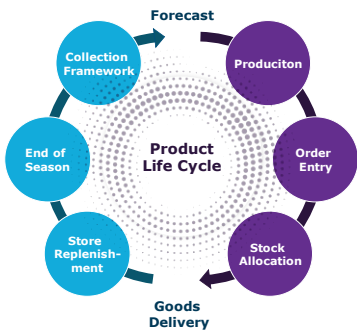 Forecast
Collection
Framework
Produciton
End of
Season
Product
Life Cycle
Order
Entry
Store
Replenish-
ment
Stock
Allocation
Goods
Delivery